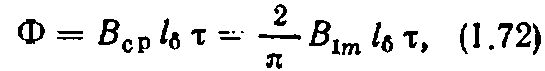 Ф = B_ср l_δ τ = 2/π B_1m l_δ τ, (1.72)